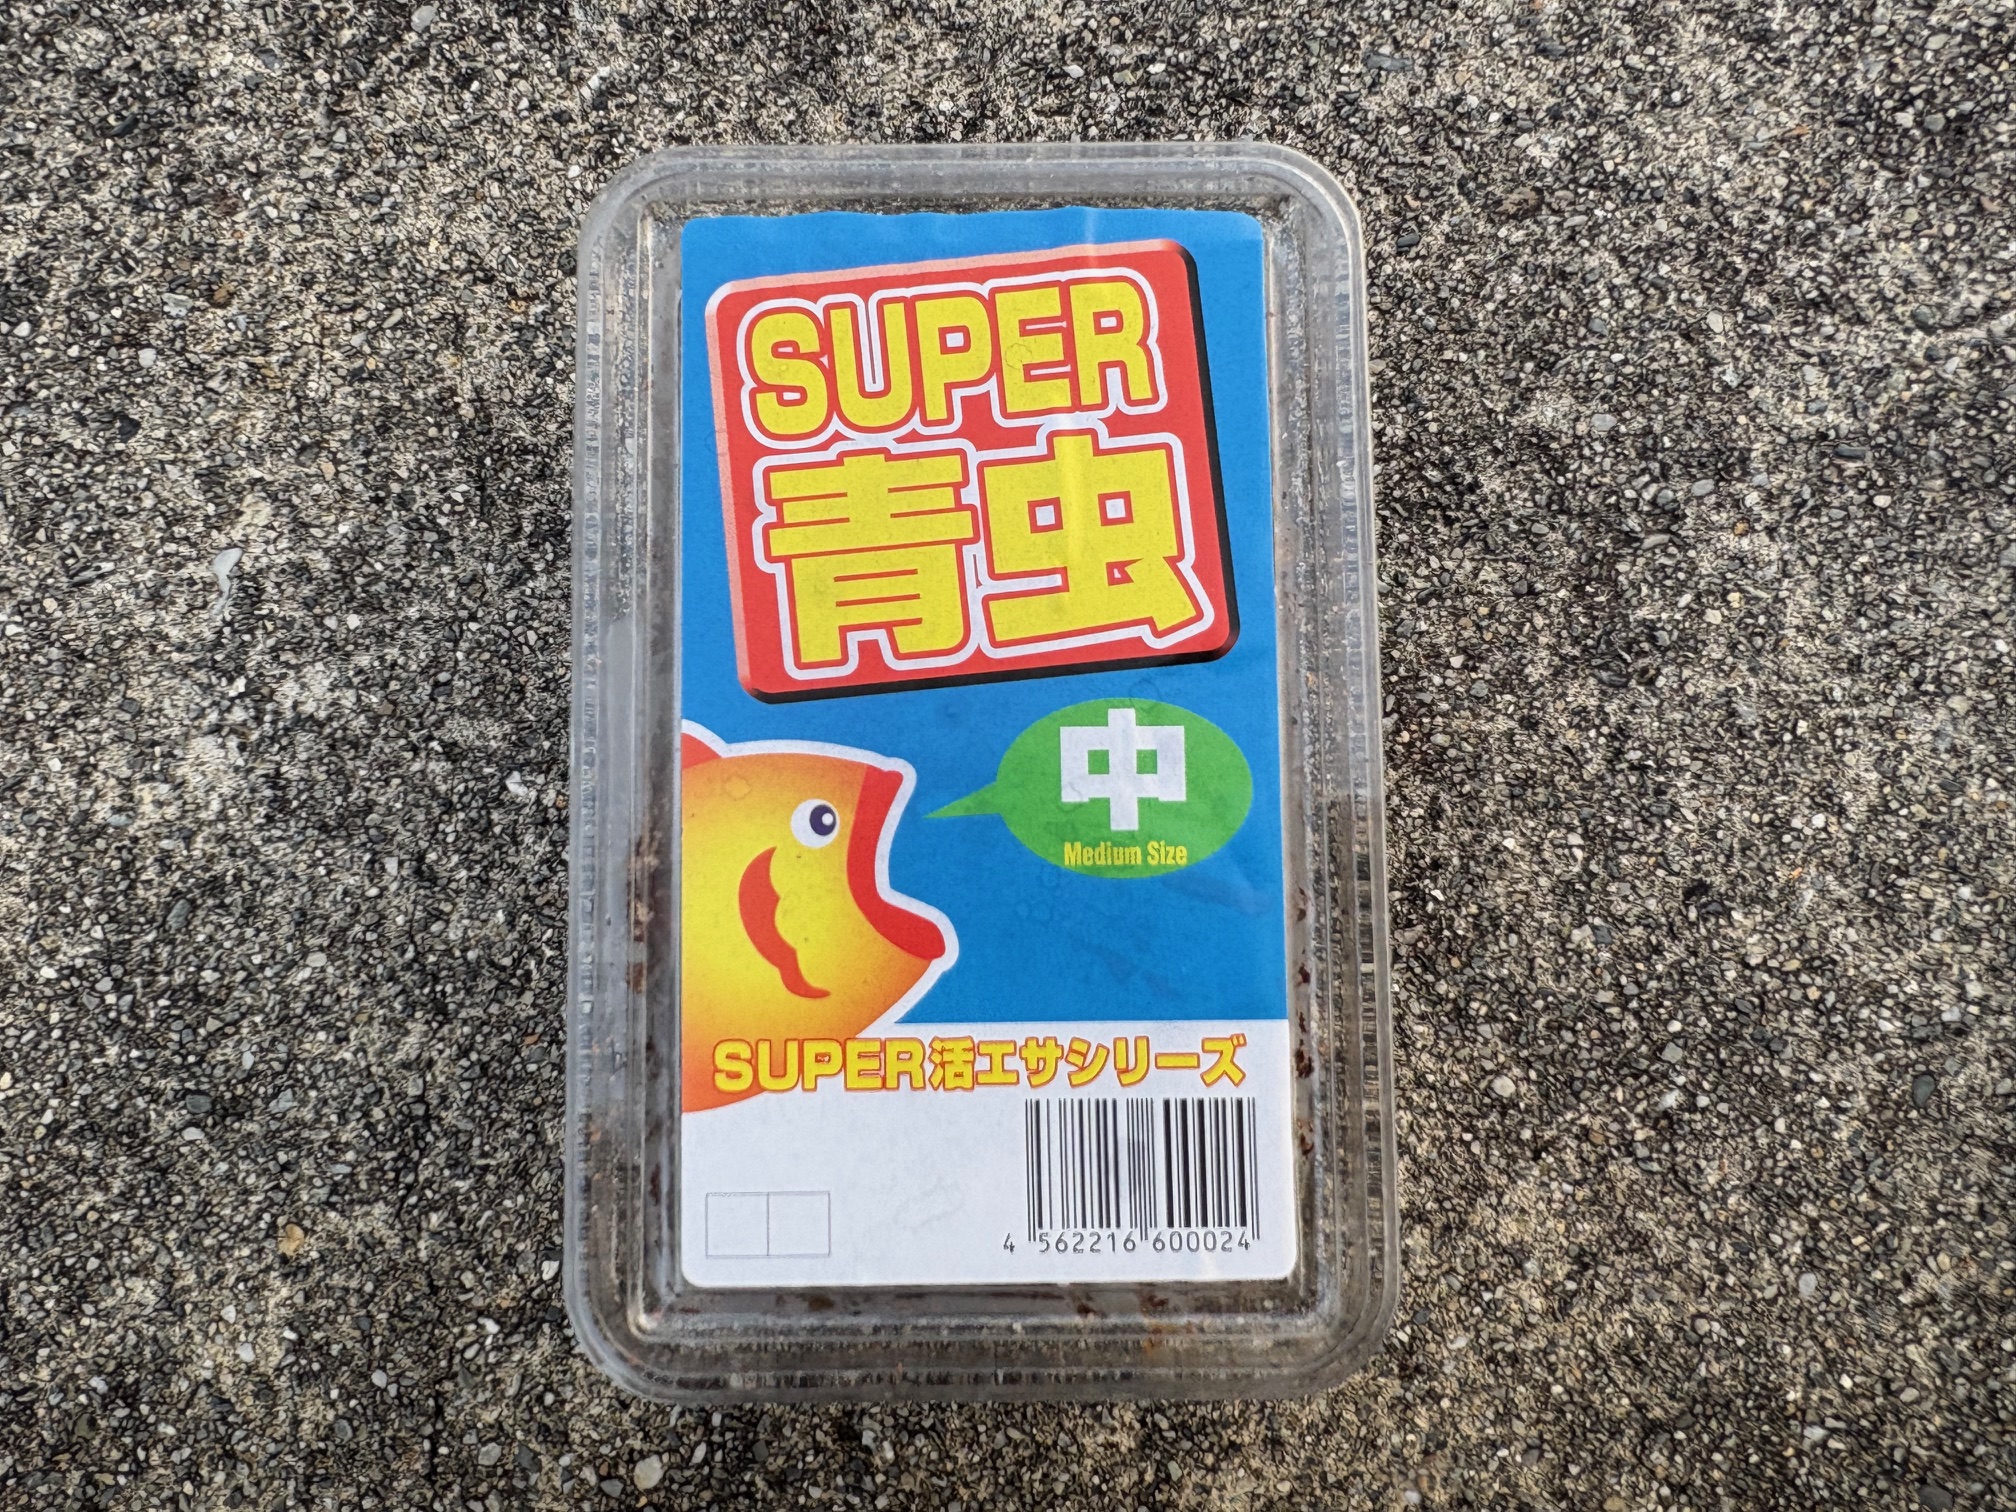 SUPER
青虫
中
Medium Size
SUPER活エサシリーズ
4 562216 600024